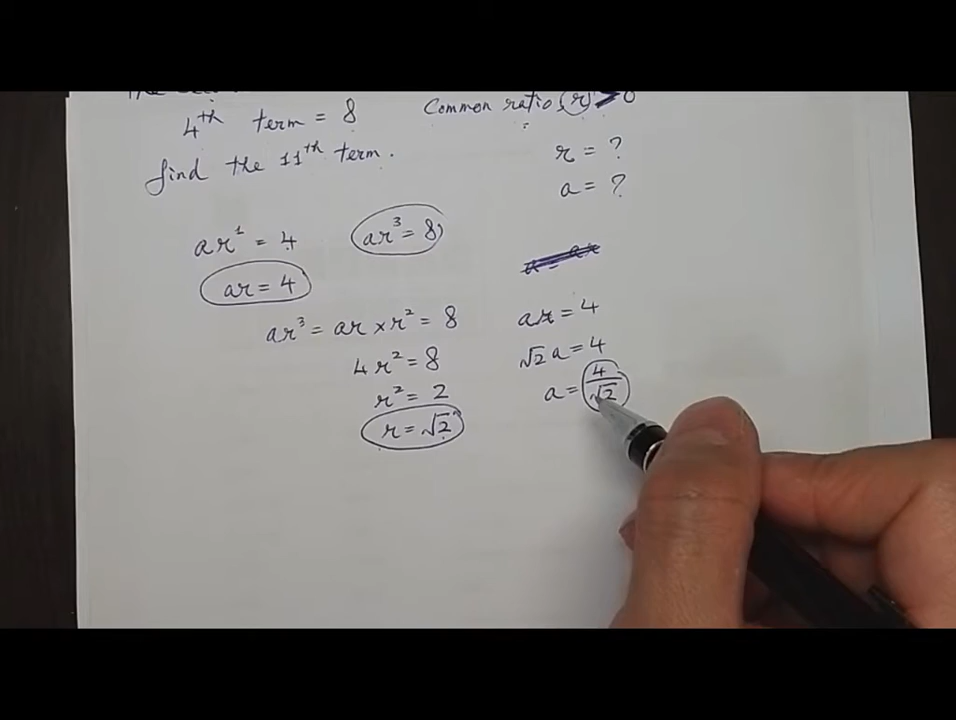 4th term = 8
Common ratio, r > 0
find the 11th term.
r = ?
a = ?
ar¹ = 4
ar³ = 8
ar = 4
ar³ = ar × r² = 8
4r² = 8
r² = 2
r = √2
ar = 4
√2 a = 4
a = 4/√2